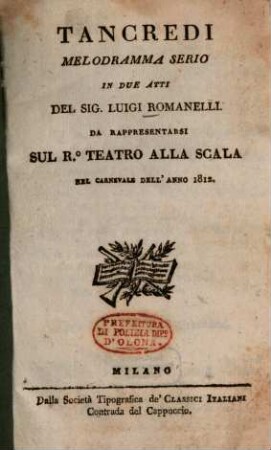 TANCREDI
MELODRAMMA SERIO
IN DUE ATTI
DEL SIG. LUIGI ROMANELLI.
DA RAPPRESENTARSI
SUL R.° TEATRO ALLA SCALA
NEL CARNEVALE DELL' ANNO 1812.
PREFETTURA
DI POLIZIA DIP.
D'OLONA.
MILANO
Dalla Società Tipografica de' CLASSICI ITALIANI
Contrada del Cappuccio.